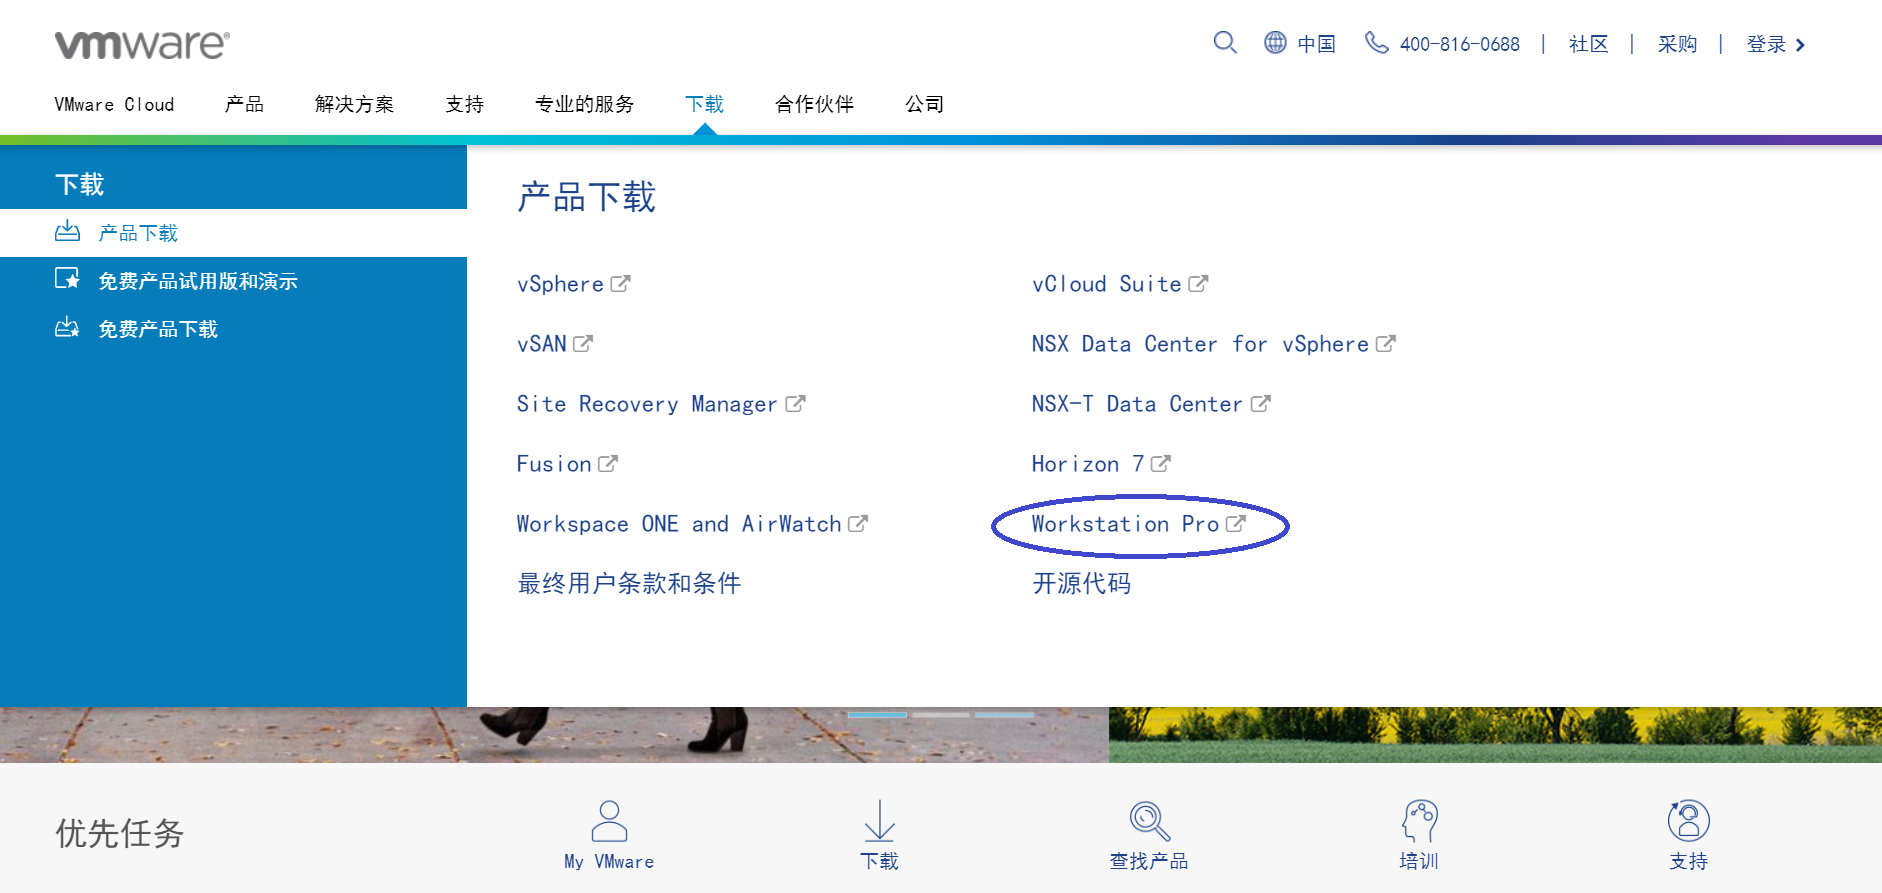 vmware®
中国
400-816-0688 | 社区 | 采购 | 登录
VMware Cloud 产品 解决方案 支持 专业的服务 下载 合作伙伴 公司
下载
产品下载
免费产品试用版和演示
免费产品下载
产品下载
vSphere
vCloud Suite
vSAN
NSX Data Center for vSphere
Site Recovery Manager
NSX-T Data Center
Fusion
Horizon 7
Workspace ONE and AirWatch
Workstation Pro
最终用户条款和条件
开源代码
优先任务
My VMware
下载
查找产品
培训
支持